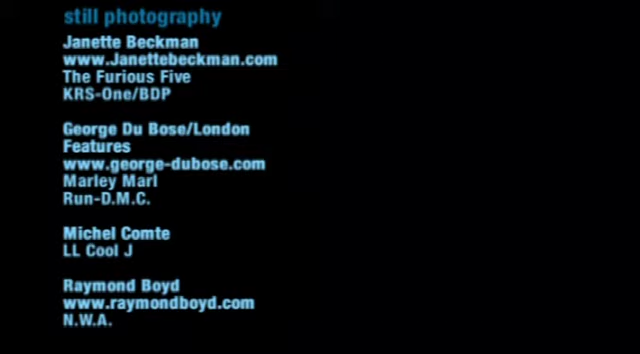 still photography
Janette Beckman
www.Janettebeckman.com
The Furious Five
KRS-One/BDP
George Du Bose/London
Features
www.george-dubose.com
Marley Marl
Run-D.M.C.
Michel Comte
LL Cool J
Raymond Boyd
www.raymondboyd.com
N.W.A.